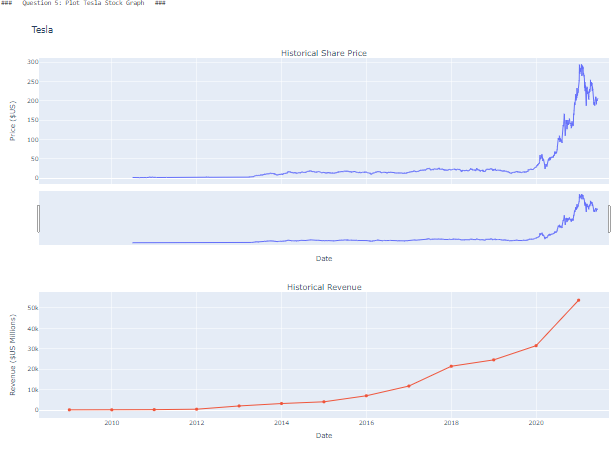 ### Question 5: Plot Tesla Stock Graph ###
Tesla
Historical Share Price
300
250
200
150
100
50
0
Price ($US)
Date
Historical Revenue
50k
40k
30k
20k
10k
0
Revenue ($US Millions)
2010 2012 2014 2016 2018 2020
Date